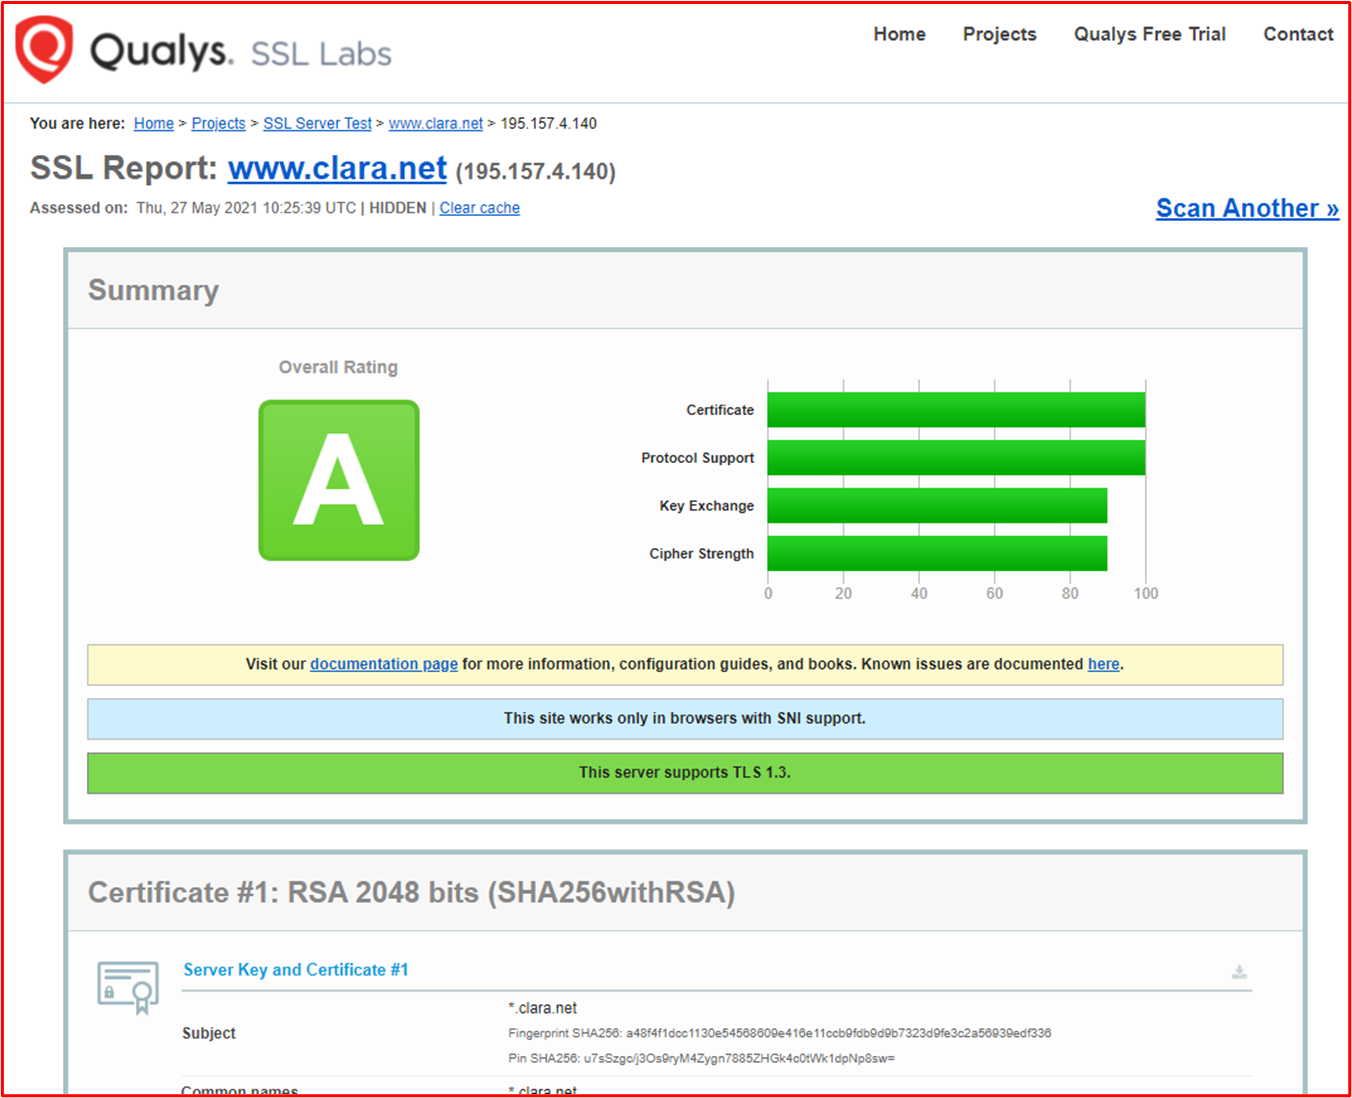 Qualys. SSL Labs
Home Projects Qualys Free Trial Contact
You are here: Home > Projects > SSL Server Test > www.clara.net > 195.157.4.140
SSL Report: www.clara.net (195.157.4.140)
Assessed on: Thu, 27 May 2021 10:25:39 UTC | HIDDEN | Clear cache
Scan Another »
Summary
Overall Rating
A
Certificate
Protocol Support
Key Exchange
Cipher Strength
0 20 40 60 80 100
Visit our documentation page for more information, configuration guides, and books. Known issues are documented here.
This site works only in browsers with SNI support.
This server supports TLS 1.3.
Certificate #1: RSA 2048 bits (SHA256withRSA)
Server Key and Certificate #1
Subject
*.clara.net
Fingerprint SHA256: a48f4f1dcc1130e54568609e416e11ccb9fdb9d9b7323d9fe3c2a56939edf336
Pin SHA256: u7sSzgc/j3Os9ryM4Zygn7885ZHGk4c0tWk1dpNp8sw=
Common names *.clara.net